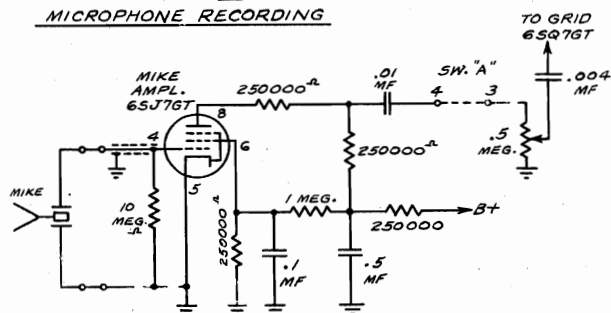 MICROPHONE RECORDING
TO GRID
6SQ7GT
MIKE
AMPL.
6SJ7GT
8
250000Ω
.01
MF
SW. "A"
4
3
.004
MF
.5
MEG.
4
6
5
250000Ω
MIKE
10
MEG.
Ω
250000Ω
1 MEG.
250000
B+
.1
MF
.5
MF